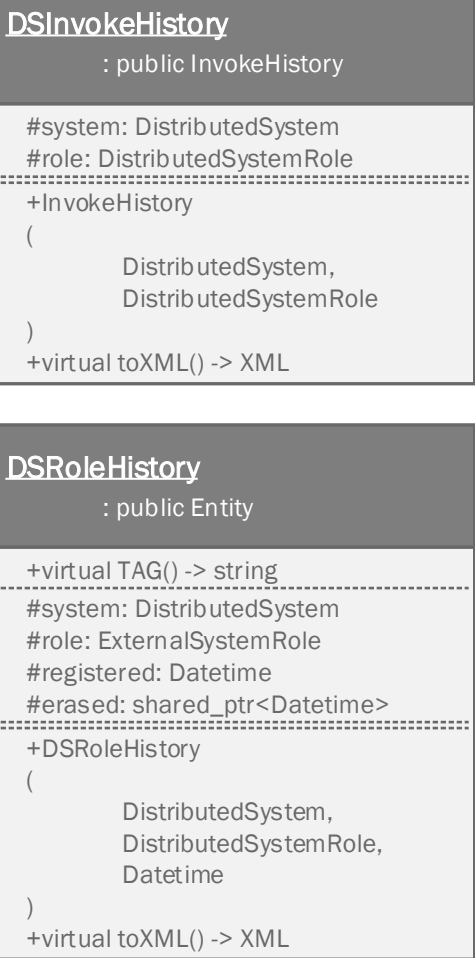 DSInvokeHistory
: public InvokeHistory
#system: DistributedSystem
#role: DistributedSystemRole
+InvokeHistory
(
DistributedSystem,
DistributedSystemRole
)
+virtual toXML() -> XML
DSRoleHistory
: public Entity
+virtual TAG() -> string
#system: DistributedSystem
#role: ExternalSystemRole
#registered: Datetime
#erased: shared_ptr<Datetime>
+DSRoleHistory
(
DistributedSystem,
DistributedSystemRole,
Datetime
)
+virtual toXML() -> XML